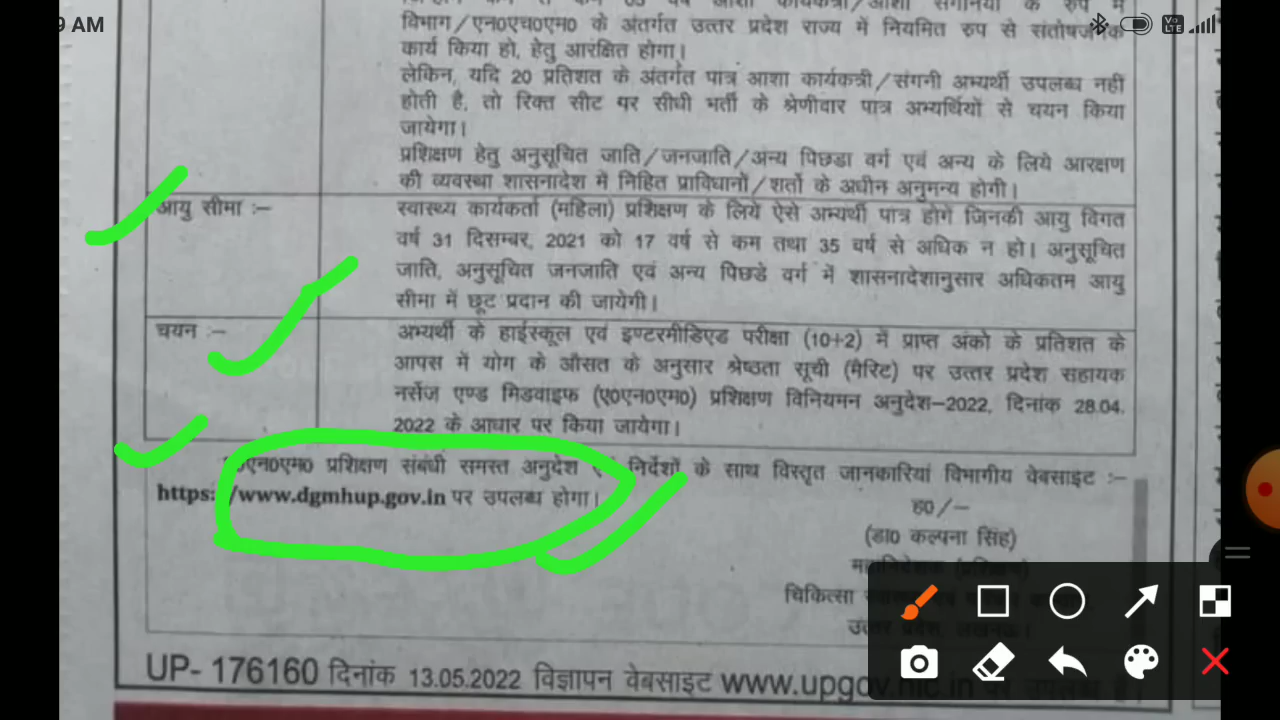 9 AM
विभाग/एन0एच0एम0 के अंतर्गत उत्तर प्रदेश राज्य में नियमित रुप से संतोषजनक
कार्य किया हो, हेतु आरक्षित होगा।
लेकिन, यदि 20 प्रतिशत के अंतर्गत पात्र आशा कार्यकत्री/संगनी अभ्यर्थी उपलब्ध नहीं
होती है, तो रिक्त सीट पर सीधी भर्ती के श्रेणीवार पात्र अभ्यर्थियों से चयन किया
जायेगा।
प्रशिक्षण हेतु अनुसूचित जाति/जनजाति/अन्य पिछडा वर्ग एवं अन्य के लिये आरक्षण
की व्यवस्था शासनादेश में निहित प्राविधानों/शर्तो के अधीन अनुमन्य होगी।
आयु सीमा :– स्वास्थ्य कार्यकर्ता (महिला) प्रशिक्षण के लिये ऐसे अभ्यर्थी पात्र होगे जिनकी आयु विगत
वर्ष 31 दिसम्बर, 2021 को 17 वर्ष से कम तथा 35 वर्ष से अधिक न हो। अनुसूचित
जाति, अनुसूचित जनजाति एवं अन्य पिछडे वर्ग में शासनादेशानुसार अधिकतम आयु
सीमा में छूट प्रदान की जायेगी।
चयन :– अभ्यर्थी के हाईस्कूल एवं इण्टरमीडिएड परीक्षा (10+2) में प्राप्त अंको के प्रतिशत के
आपस में योग के औसत के अनुसार श्रेष्ठता सूची (मैरिट) पर उत्तर प्रदेश सहायक
नर्सेज एण्ड मिडवाइफ (ए0एन0एम0) प्रशिक्षण विनियमन अनुदेश–2022, दिनांक 28.04.
2022 के आधार पर किया जायेगा।
प्रशिक्षण संबंधी समस्त अनुदेश एवं निर्देशों के साथ विस्तृत जानकारियां विभागीय वेबसाइट :–
https://www.dgmhup.gov.in पर उपलब्ध होगा।
ह0/–
(डा0 कल्पना सिंह)
चिकित्सा
UP- 176160 दिनांक 13.05.2022 विज्ञापन वेबसाइट www.upgov.nic.in पर उपलब्ध है।